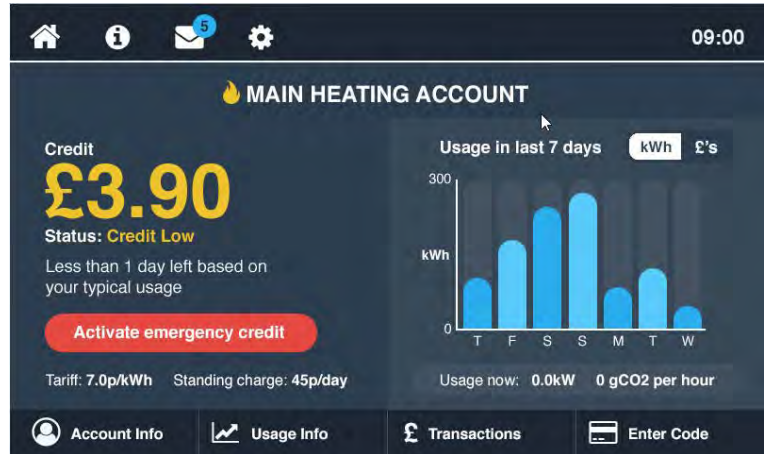 5
09:00
MAIN HEATING ACCOUNT
Credit
£3.90
Status: Credit Low
Less than 1 day left based on
your typical usage
Activate emergency credit
Tariff: 7.0p/kWh Standing charge: 45p/day
Usage in last 7 days kWh £'s
300
kWh
0
T F S S M T W
Usage now: 0.0kW 0 gCO2 per hour
Account Info Usage Info £ Transactions Enter Code